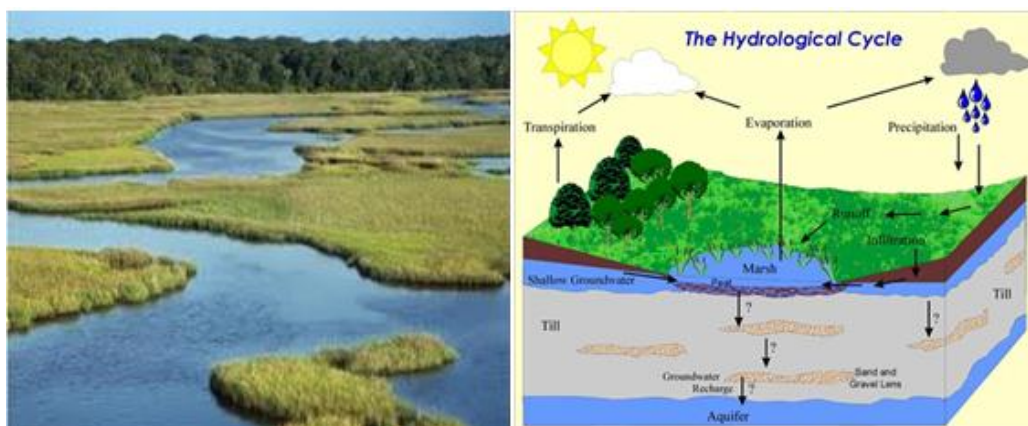 The Hydrological Cycle
Transpiration
Evaporation
Precipitation
Runoff
Infiltration
Marsh
Shallow Groundwater
Peat
?
?
Till
Till
?
Groundwater
Recharge
?
Sand and
Gravel Lens
Aquifer